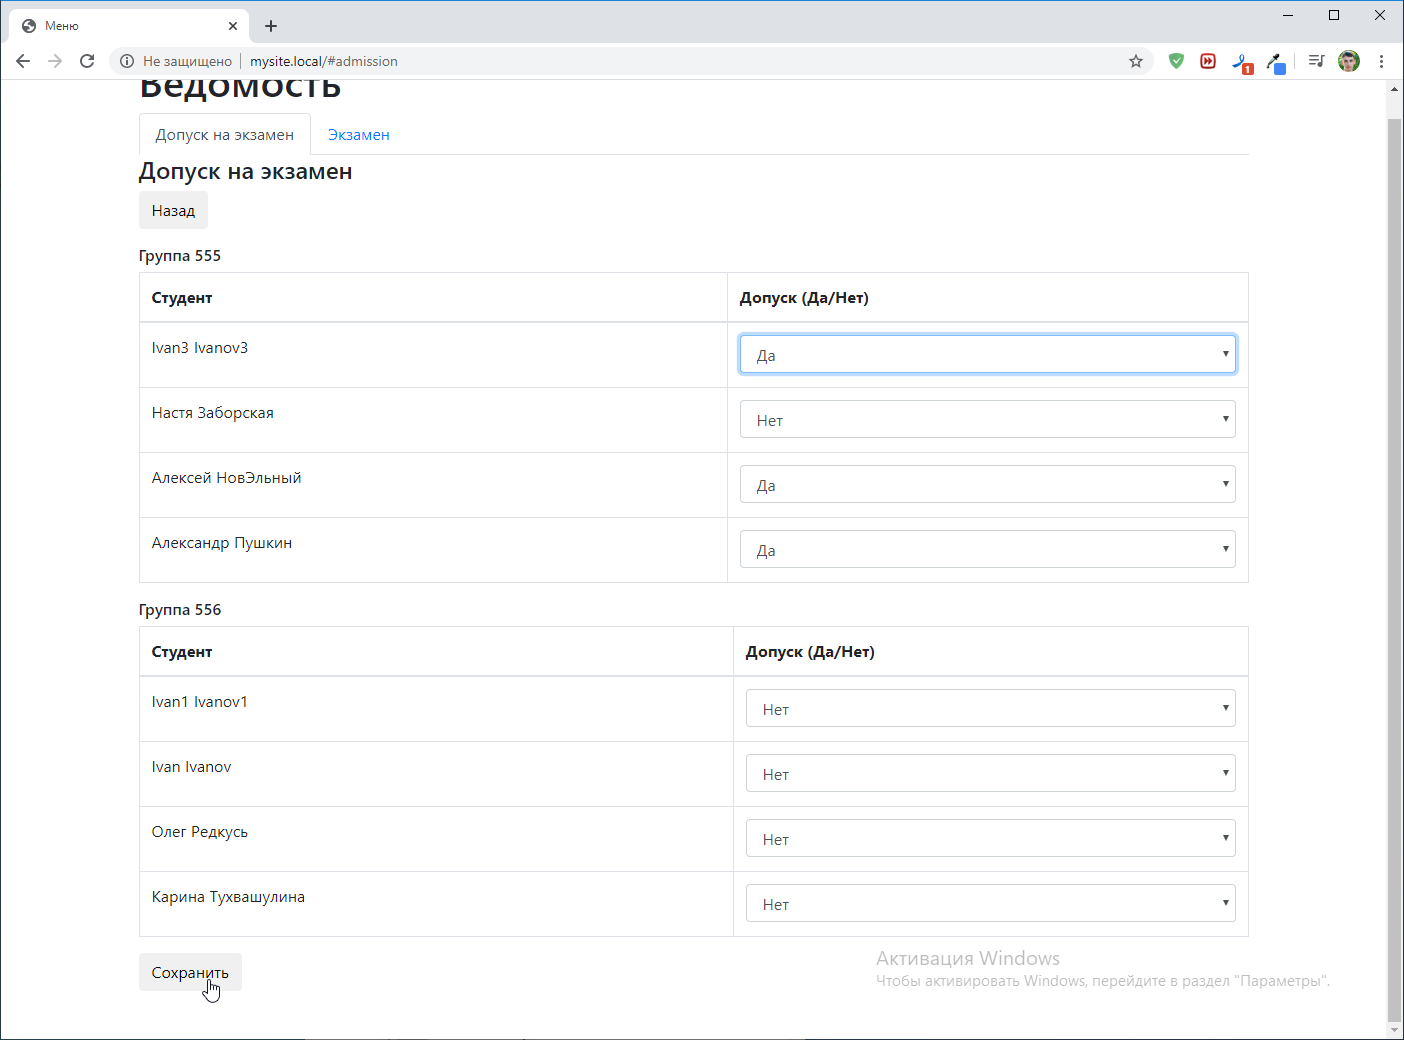 Меню
Не защищено
mysite.local/#admission
1
Ведомость
Допуск на экзамен
Экзамен
Допуск на экзамен
Назад
Группа 555
Студент
Допуск (Да/Нет)
Ivan3 Ivanov3
Да
Настя Заборская
Нет
Алексей НовЭльный
Да
Александр Пушкин
Да
Группа 556
Студент
Допуск (Да/Нет)
Ivan1 Ivanov1
Нет
Ivan Ivanov
Нет
Олег Редкусь
Нет
Карина Тухвашулина
Нет
Сохранить
Активация Windows
Чтобы активировать Windows, перейдите в раздел "Параметры".